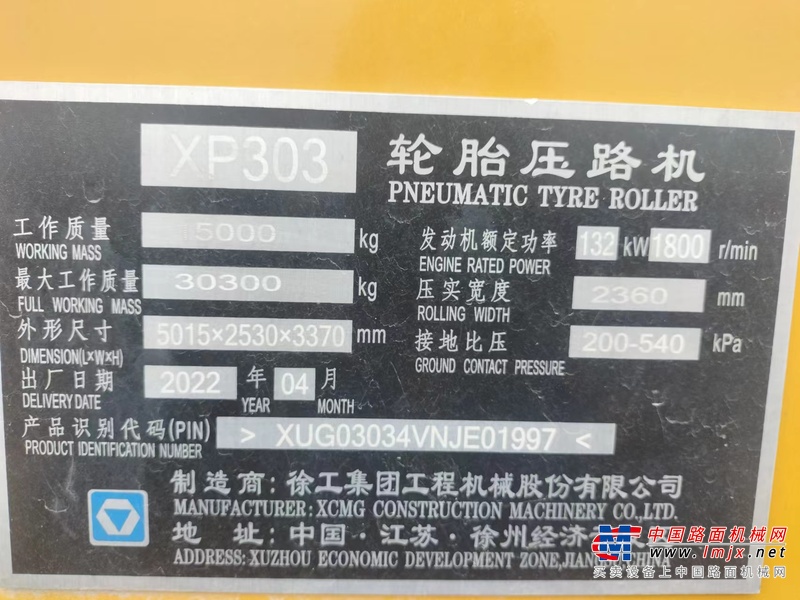 XP303 轮胎压路机
PNEUMATIC TYRE ROLLER
工作质量 15000 kg
WORKING MASS
最大工作质量 30300 kg
FULL WORKING MASS
外形尺寸 5015×2530×3370 mm
DIMENSION(L×W×H)
出厂日期 2022 年 04 月
DELIVERY DATE YEAR MONTH
发动机额定功率 132 kW 1800 r/min
ENGINE RATED POWER
压实宽度 2360 mm
ROLLING WIDTH
接地比压 200-540 kPa
GROUND CONTACT PRESSURE
产品识别代码(PIN) > XUG03034VNJE01997 <
PRODUCT IDENTIFICATION NUMBER
制造商: 徐工集团工程机械股份有限公司
MANUFACTURER: XCMG CONSTRUCTION MACHINERY CO.,LTD.
地 址: 中国·江苏·徐州经济
ADDRESS: XUZHOU ECONOMIC DEVELOPMENT ZONE,
中国路面机械网
www.lmjx.net
买卖设备上中国路面机械网